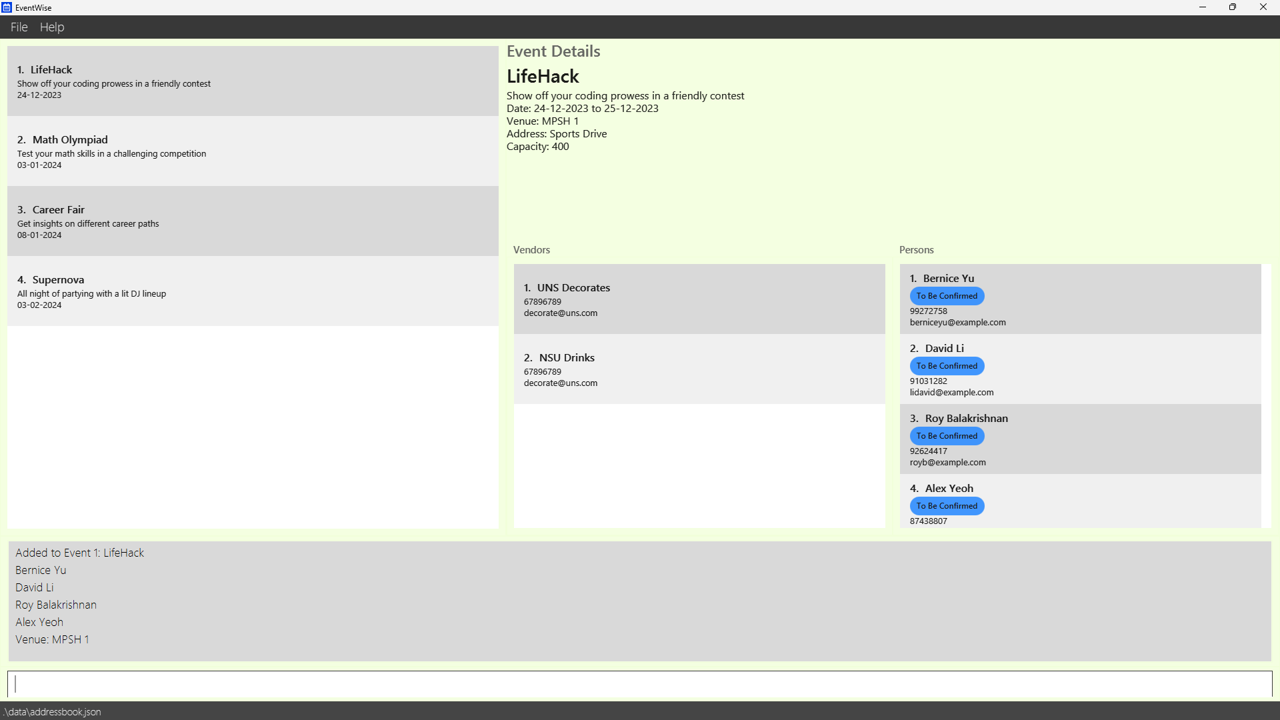 EventWise
File Help
1. LifeHack
Show off your coding prowess in a friendly contest
24-12-2023
2. Math Olympiad
Test your math skills in a challenging competition
03-01-2024
3. Career Fair
Get insights on different career paths
08-01-2024
4. Supernova
All night of partying with a lit DJ lineup
03-02-2024
Event Details
LifeHack
Show off your coding prowess in a friendly contest
Date: 24-12-2023 to 25-12-2023
Venue: MPSH 1
Address: Sports Drive
Capacity: 400
Vendors
1. UNS Decorates
67896789
decorate@uns.com
2. NSU Drinks
67896789
decorate@uns.com
Persons
1. Bernice Yu
To Be Confirmed
99272758
berniceyu@example.com
2. David Li
To Be Confirmed
91031282
lidavid@example.com
3. Roy Balakrishnan
To Be Confirmed
92624417
royb@example.com
4. Alex Yeoh
To Be Confirmed
87438807
Added to Event 1: LifeHack
Bernice Yu
David Li
Roy Balakrishnan
Alex Yeoh
Venue: MPSH 1
.\data\addressbook.json